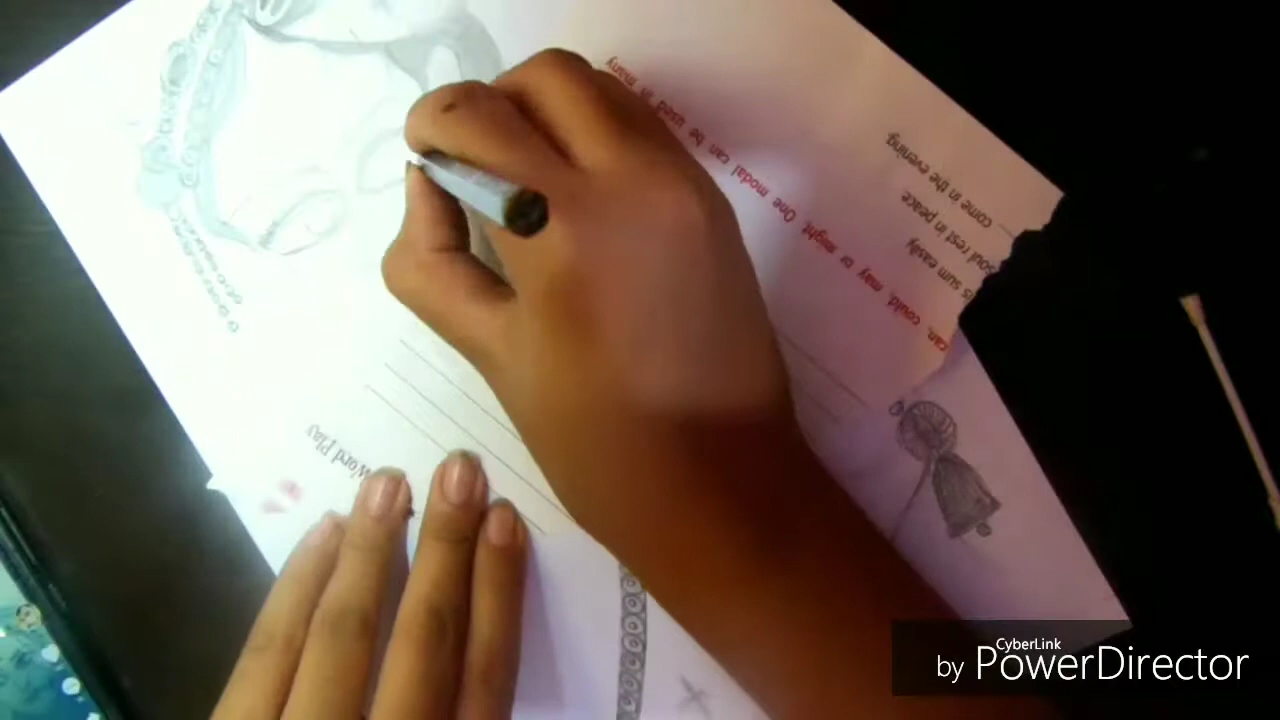 can, could, may or might. One modal can be used in many
is sum easily
Soul rest in peace
come in the evening
Word Play
CyberLink
by PowerDirector